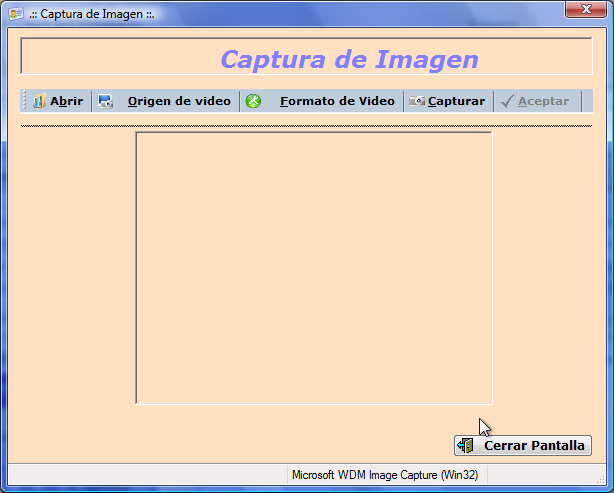 .:: Captura de Imagen ::.
Captura de Imagen
Abrir Origen de video Formato de Video Capturar Aceptar
Cerrar Pantalla
Microsoft WDM Image Capture (Win32)